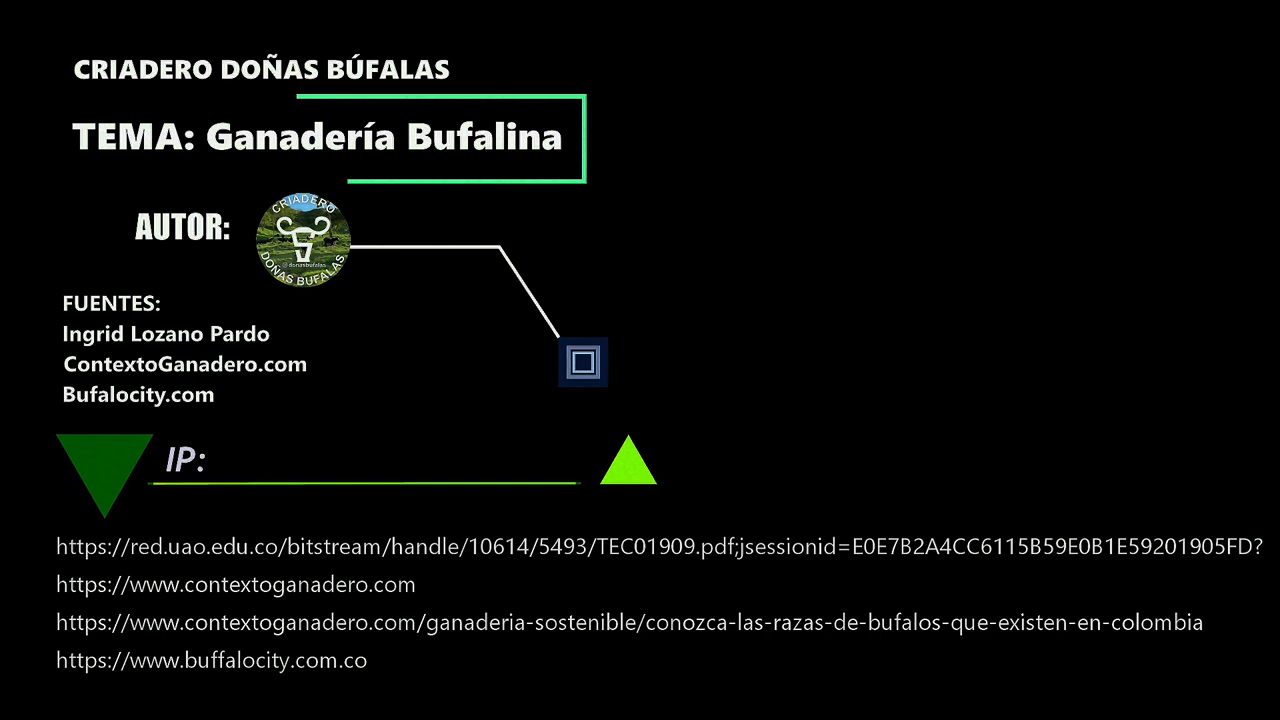 CRIADERO DOÑAS BÚFALAS
TEMA: Ganadería Bufalina
AUTOR:
CRIADERO
@donasbufalas
DOÑAS BUFALAS
FUENTES:
Ingrid Lozano Pardo
ContextoGanadero.com
Bufalocity.com
IP:
https://red.uao.edu.co/bitstream/handle/10614/5493/TEC01909.pdf;jsessionid=E0E7B2A4CC6115B59E0B1E59201905FD?
https://www.contextoganadero.com
https://www.contextoganadero.com/ganaderia-sostenible/conozca-las-razas-de-bufalos-que-existen-en-colombia
https://www.buffalocity.com.co